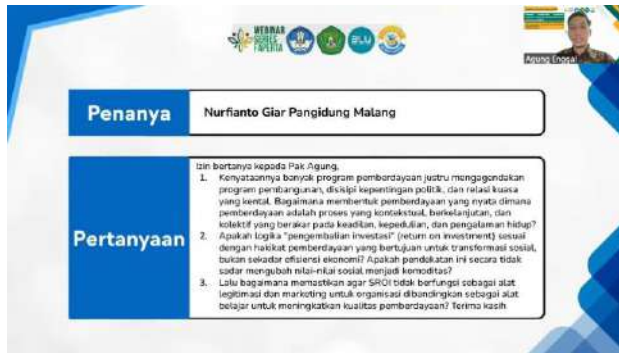 WEBINAR
SERIES
FAPERTA
BLU
Agung Enggal
Penanya
Nurfianto Giar Pangidung Malang
Pertanyaan
Izin bertanya kepada Pak Agung,
1. Kenyataannya banyak program pemberdayaan justru mengagendakan
program pembangunan, disisipi kepentingan politik, dan relasi kuasa
yang kental. Bagaimana membentuk pemberdayaan yang nyata dimana
pemberdayaan adalah proses yang kontekstual, berkelanjutan, dan
kolektif yang berakar pada keadilan, kepedulian, dan pengalaman hidup?
2. Apakah logika "pengembalian investasi" (return on investment) sesuai
dengan hakikat pemberdayaan yang bertujuan untuk transformasi sosial,
bukan sekadar efisiensi ekonomi? Apakah pendekatan ini secara tidak
sadar mengubah nilai-nilai sosial menjadi komoditas?
3. Lalu bagaimana memastikan agar SROI tidak berfungsi sebagai alat
legitimasi dan marketing untuk organisasi dibandingkan sebagai alat
belajar untuk meningkatkan kualitas pemberdayaan? Terima kasih